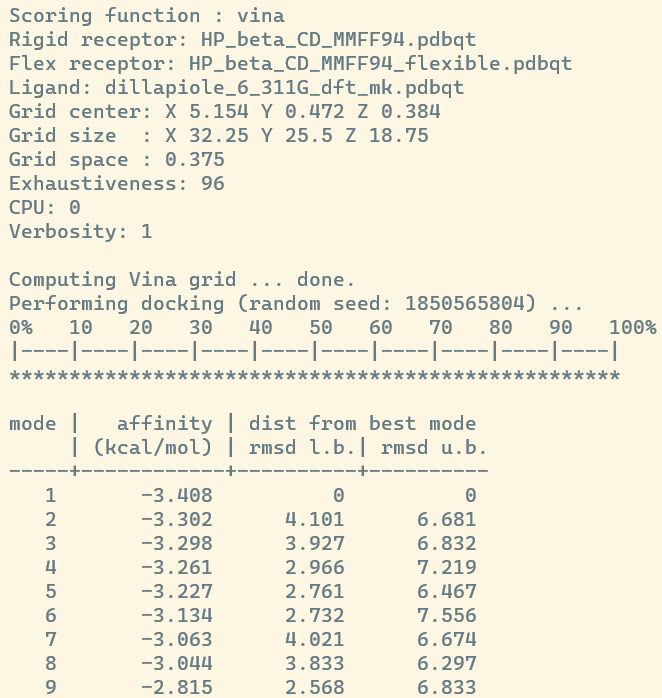 Scoring function : vina
Rigid receptor: HP_beta_CD_MMFF94.pdbqt
Flex receptor: HP_beta_CD_MMFF94_flexible.pdbqt
Ligand: dillapiole_6_311G_dft_mk.pdbqt
Grid center: X 5.154 Y 0.472 Z 0.384
Grid size  : X 32.25 Y 25.5 Z 18.75
Grid space : 0.375
Exhaustiveness: 96
CPU: 0
Verbosity: 1

Computing Vina grid ... done.
Performing docking (random seed: 1850565804) ...
0%   10   20   30   40   50   60   70   80   90   100%
|----|----|----|----|----|----|----|----|----|----|
***************************************************

mode |   affinity | dist from best mode
     | (kcal/mol) | rmsd l.b.| rmsd u.b.
-----+------------+----------+----------
   1       -3.408          0          0
   2       -3.302      4.101      6.681
   3       -3.298      3.927      6.832
   4       -3.261      2.966      7.219
   5       -3.227      2.761      6.467
   6       -3.134      2.732      7.556
   7       -3.063      4.021      6.674
   8       -3.044      3.833      6.297
   9       -2.815      2.568      6.833